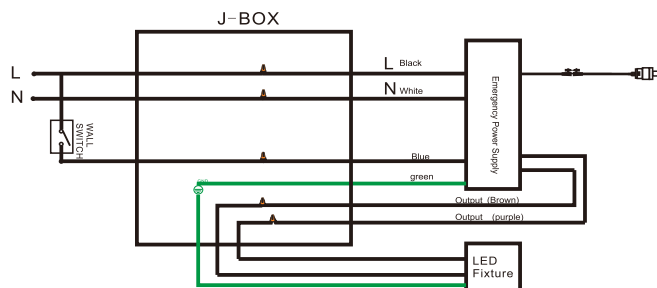 J-BOX
L
L Black
N
N White
WALL
SWITCH
Emergency Power Supply
Blue
green
Output (Brown)
Output (purple)
LED
Fixture